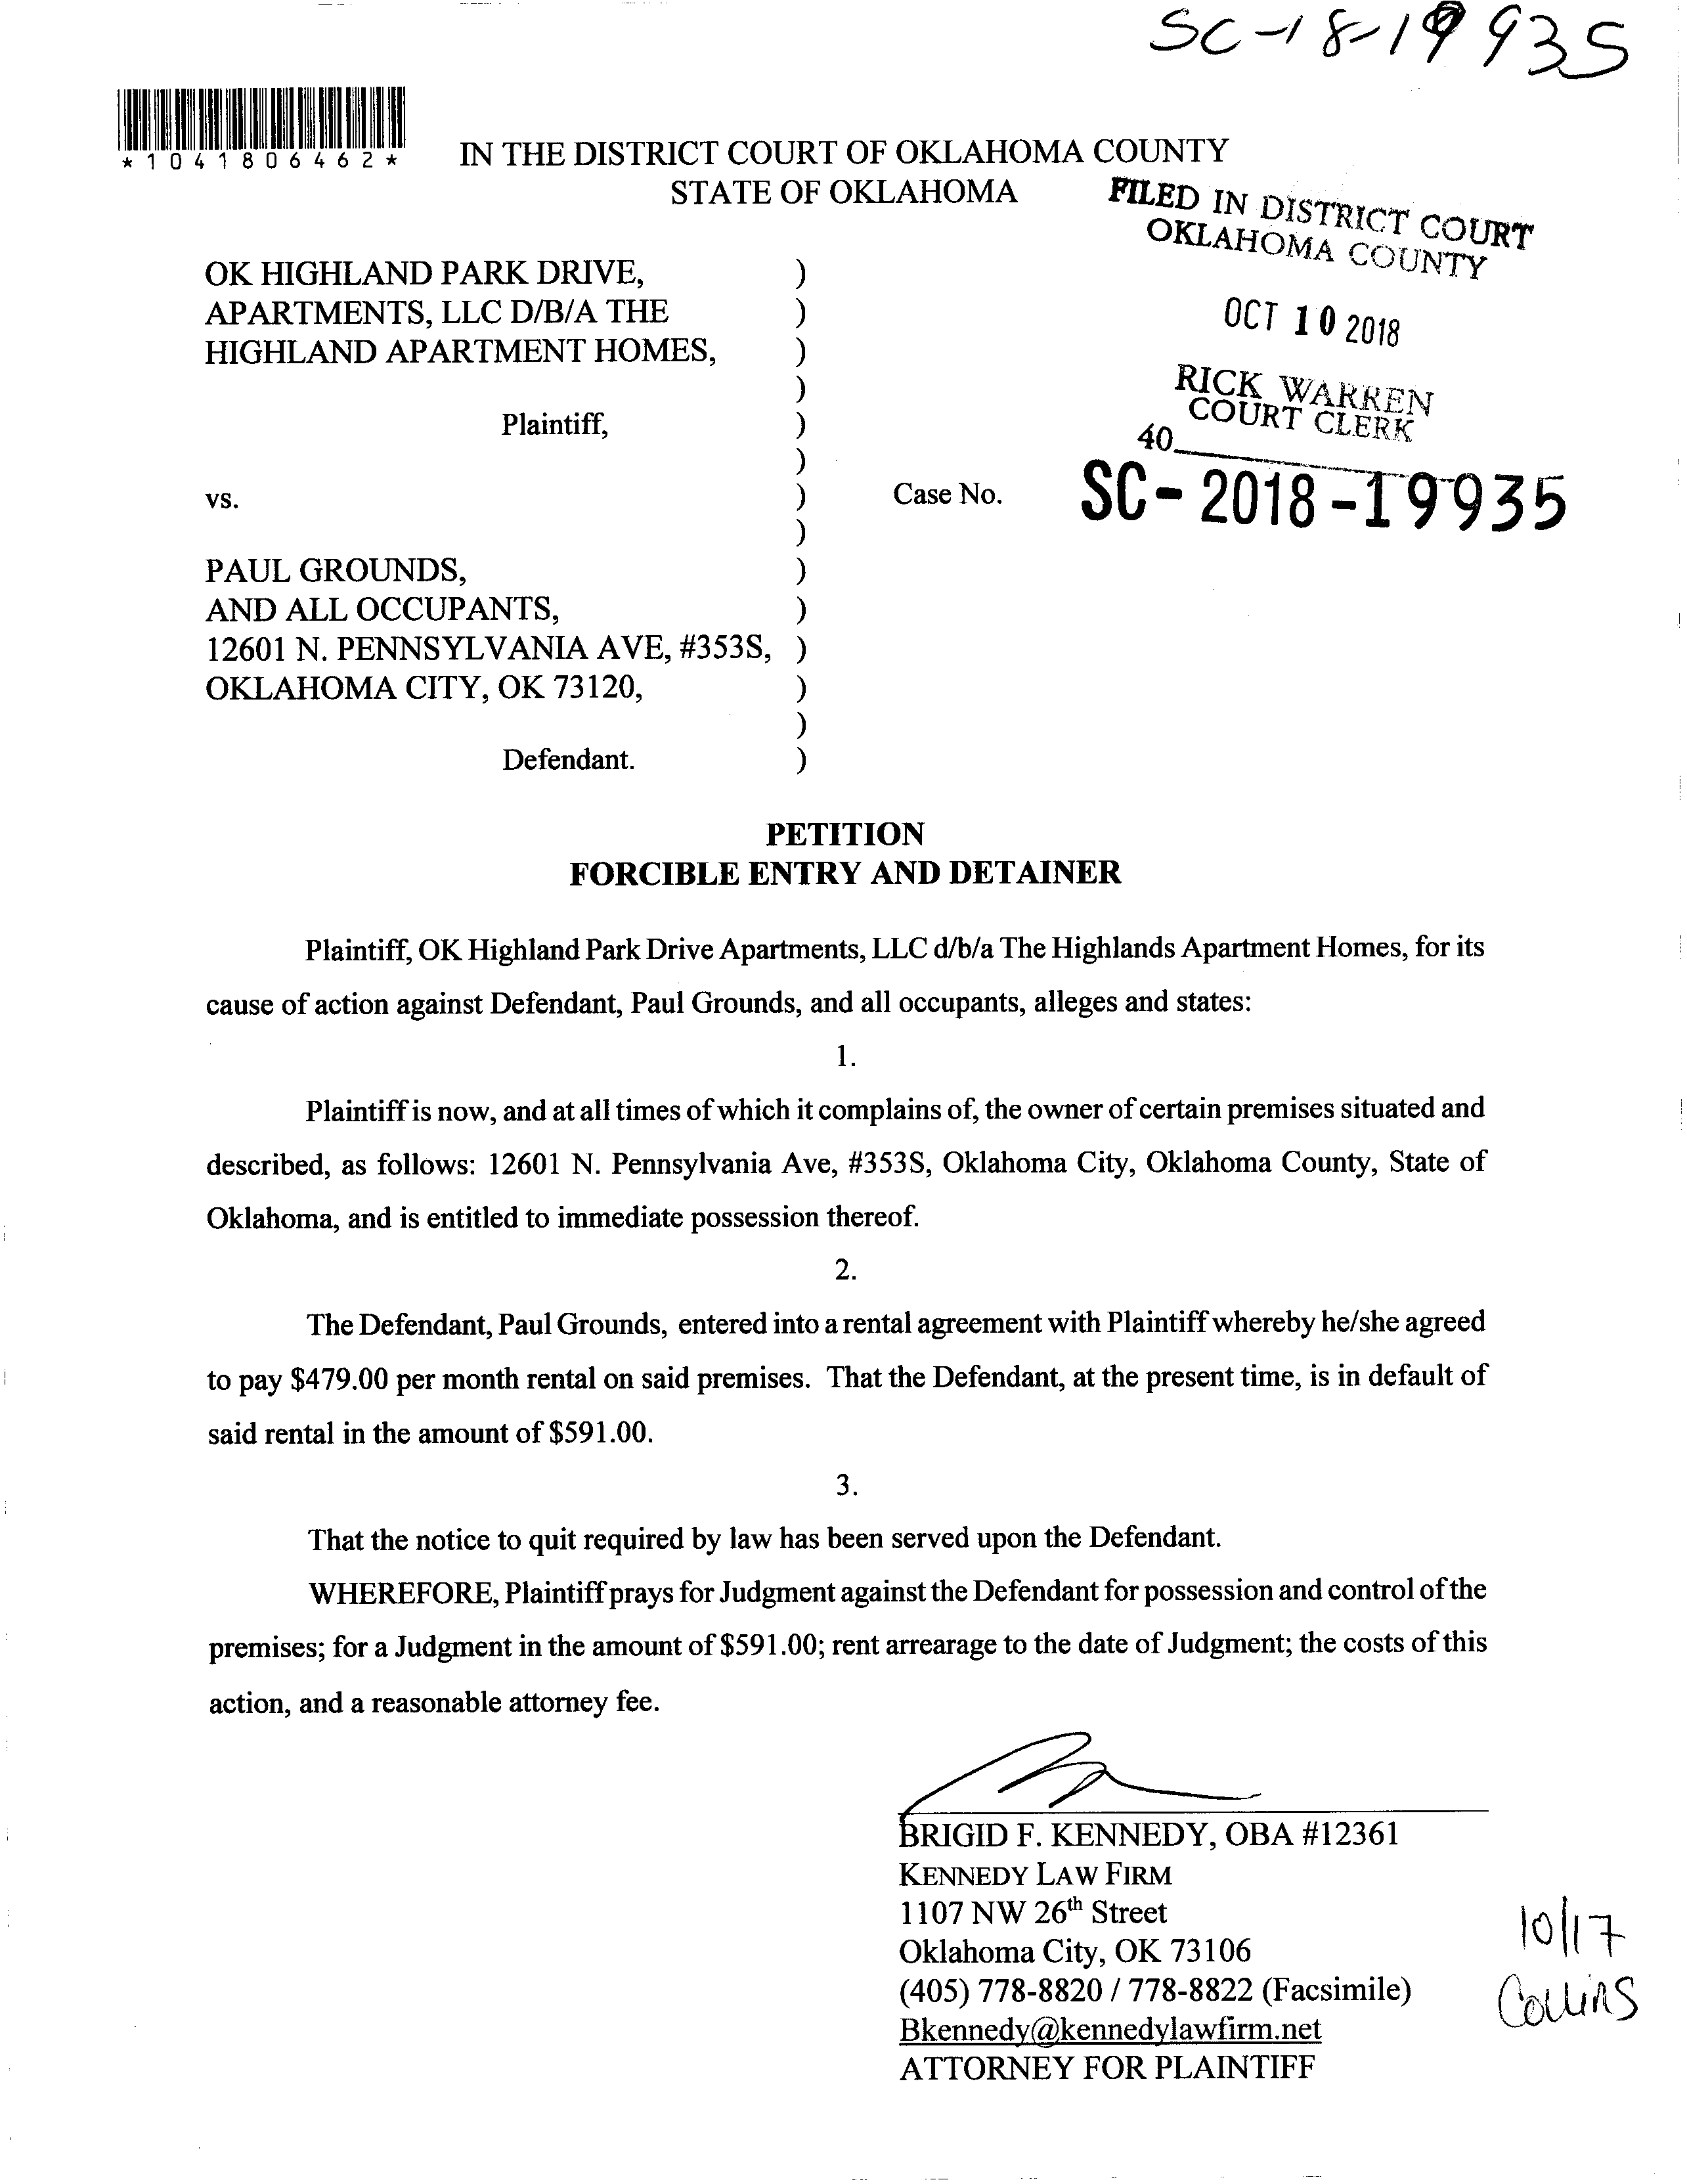 SC-18-19935
*1041806462*
IN THE DISTRICT COURT OF OKLAHOMA COUNTY
STATE OF OKLAHOMA
FILED IN DISTRICT COURT
OKLAHOMA COUNTY
OCT 10 2018
RICK WARREN
COURT CLERK
40
OK HIGHLAND PARK DRIVE, )
APARTMENTS, LLC D/B/A THE )
HIGHLAND APARTMENT HOMES, )
)
Plaintiff, )
)
vs. ) Case No. SC-2018-19935
)
PAUL GROUNDS, )
AND ALL OCCUPANTS, )
12601 N. PENNSYLVANIA AVE, #353S, )
OKLAHOMA CITY, OK 73120, )
)
Defendant. )
PETITION
FORCIBLE ENTRY AND DETAINER
Plaintiff, OK Highland Park Drive Apartments, LLC d/b/a The Highlands Apartment Homes, for its
cause of action against Defendant, Paul Grounds, and all occupants, alleges and states:
1.
Plaintiff is now, and at all times of which it complains of, the owner of certain premises situated and
described, as follows: 12601 N. Pennsylvania Ave, #353S, Oklahoma City, Oklahoma County, State of
Oklahoma, and is entitled to immediate possession thereof.
2.
The Defendant, Paul Grounds, entered into a rental agreement with Plaintiff whereby he/she agreed
to pay $479.00 per month rental on said premises. That the Defendant, at the present time, is in default of
said rental in the amount of $591.00.
3.
That the notice to quit required by law has been served upon the Defendant.
WHEREFORE, Plaintiff prays for Judgment against the Defendant for possession and control of the
premises; for a Judgment in the amount of $591.00; rent arrearage to the date of Judgment; the costs of this
action, and a reasonable attorney fee.
BRIGID F. KENNEDY, OBA #12361
KENNEDY LAW FIRM
1107 NW 26th Street
Oklahoma City, OK 73106
(405) 778-8820 / 778-8822 (Facsimile)
Bkennedy@kennedylawfirm.net
ATTORNEY FOR PLAINTIFF
10/17
Collins